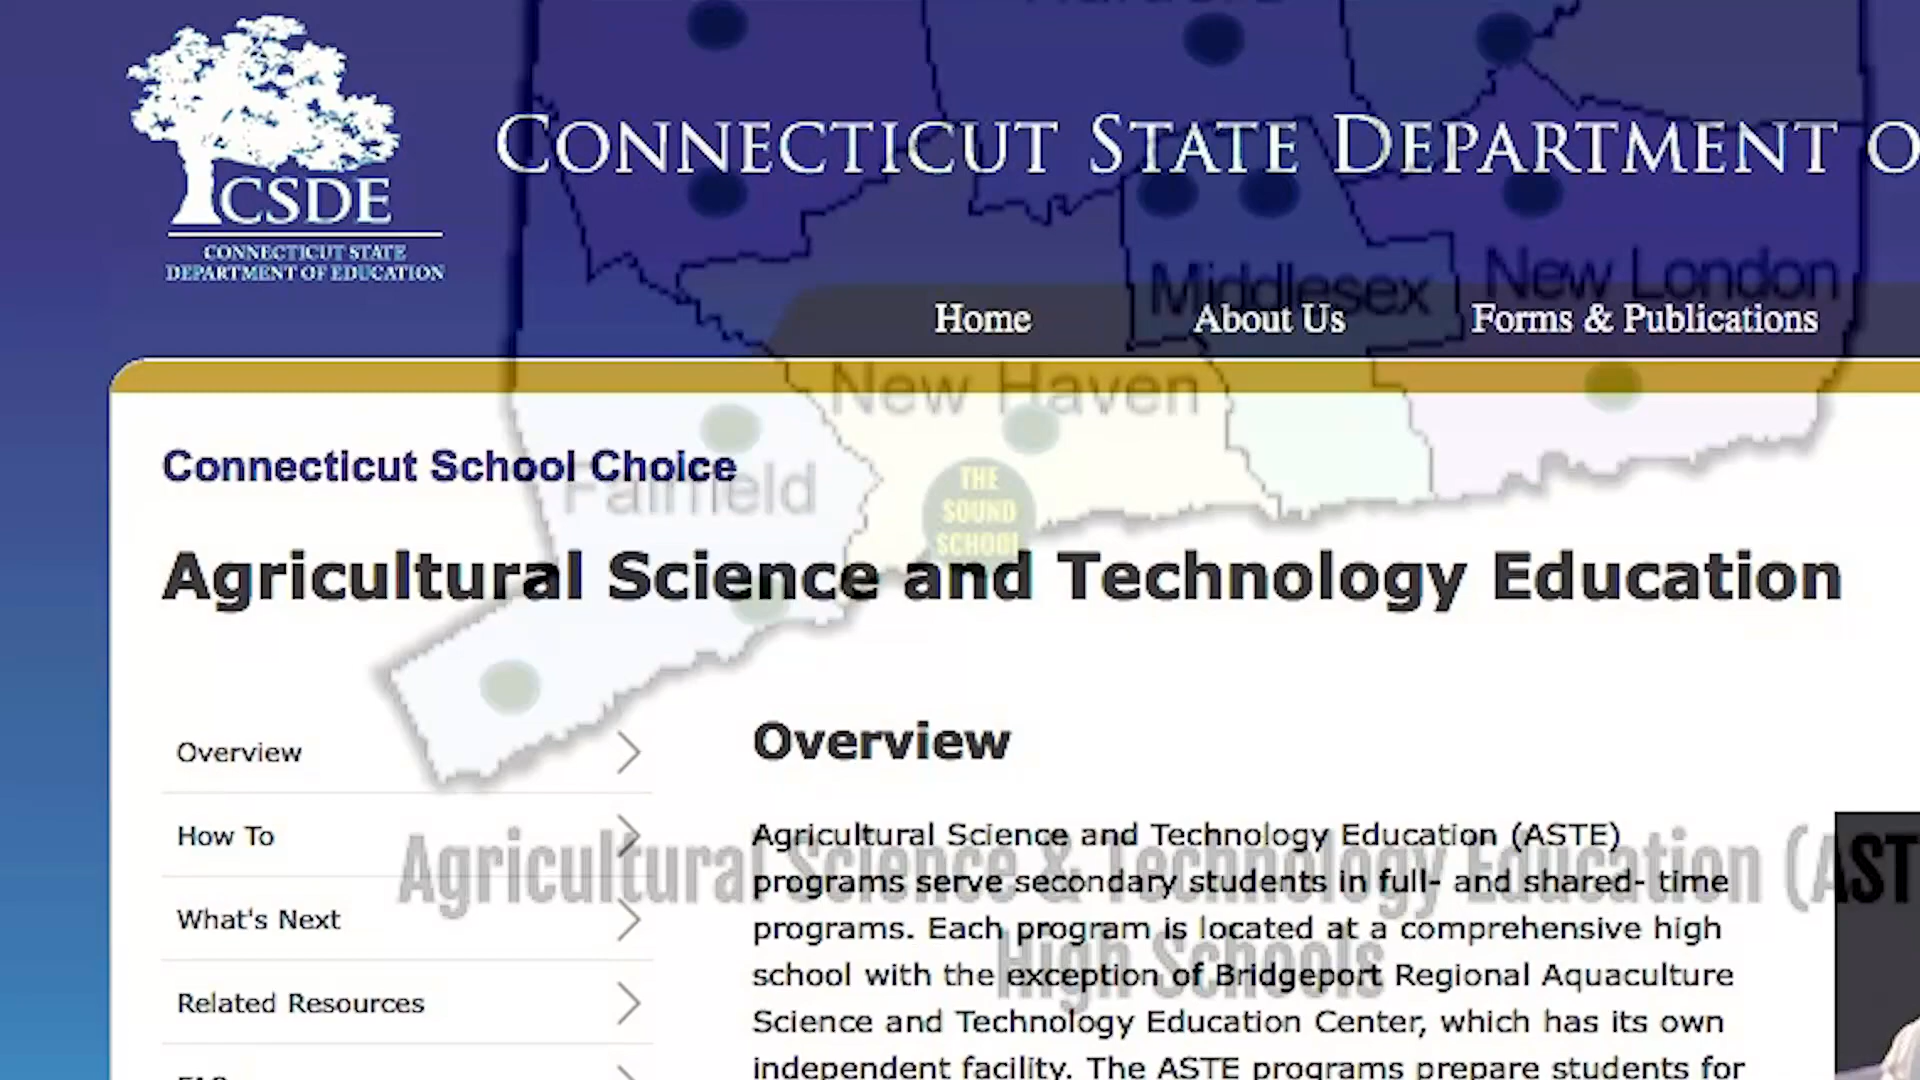 CONNECTICUT STATE DEPARTMENT O
CSDE
CONNECTICUT STATE
DEPARTMENT OF EDUCATION
Middlesex
New London
Home
About Us
Forms & Publications
New Haven
Connecticut School Choice
Fairfield
THE
SOUND
SCHOOL
Agricultural Science and Technology Education
Overview
How To
What's Next
Related Resources
Overview
Agricultural Science and Technology Education (ASTE)
programs serve secondary students in full- and shared- time
programs. Each program is located at a comprehensive high
school with the exception of Bridgeport Regional Aquaculture
Science and Technology Education Center, which has its own
independent facility. The ASTE programs prepare students for
Agricultural Science & Technology Education (AST
High Schools